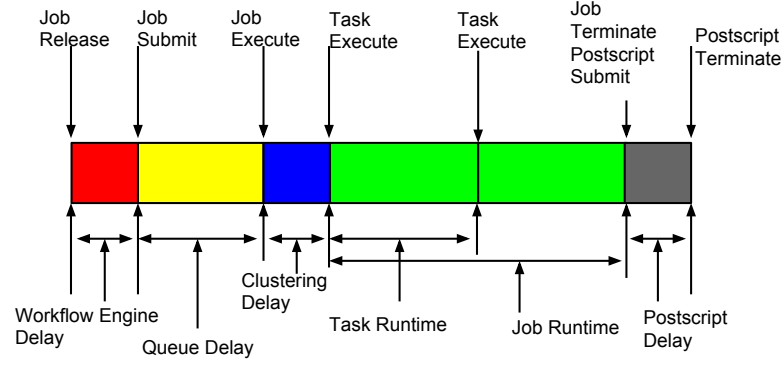 Job
Release
Job
Submit
Job
Execute
Task
Execute
Task
Execute
Job
Terminate
Postscript
Submit
Postscript
Terminate
Workflow Engine
Delay
Queue Delay
Clustering
Delay
Task Runtime
Job Runtime
Postscript
Delay